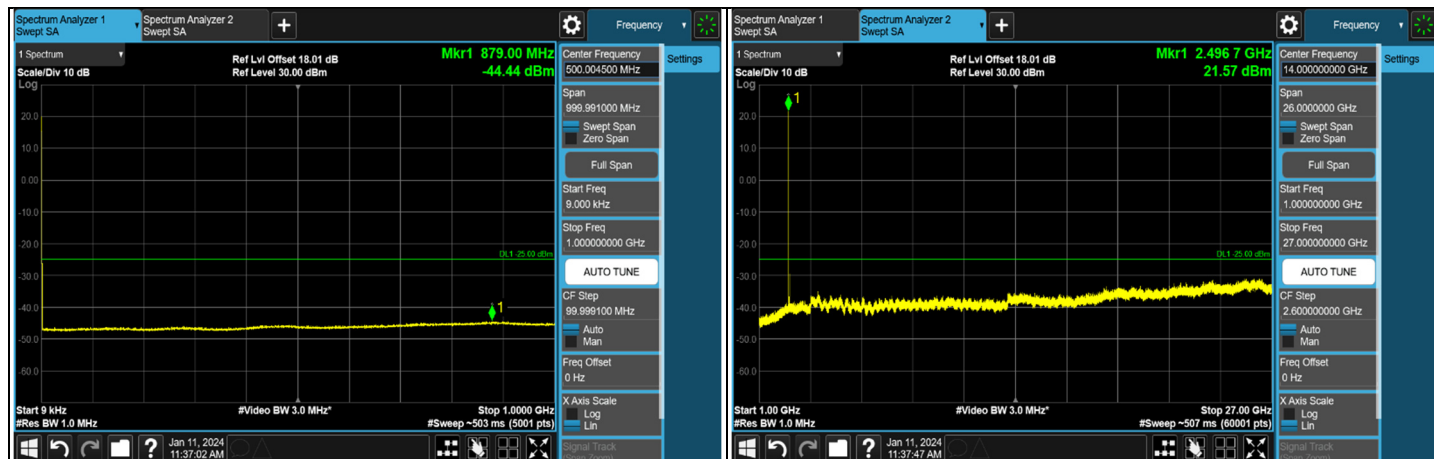 Spectrum Analyzer 1
Swept SA
Spectrum Analyzer 2
Swept SA
Frequency
1 Spectrum
Scale/Div 10 dB
Log
Ref Lvl Offset 18.01 dB
Ref Level 30.00 dBm
Mkr1 879.00 MHz
-44.44 dBm
20.0
10.0
0.00
-10.0
-20.0
-30.0
-40.0
-50.0
-60.0
DL1 -25.00 dBm
1
Start 9 kHz
#Res BW 1.0 MHz
#Video BW 3.0 MHz*
Stop 1.0000 GHz
#Sweep ~503 ms (5001 pts)
Jan 11, 2024
11:37:02 AM
Center Frequency
500.004500 MHz
Settings
Span
999.991000 MHz
Swept Span
Zero Span
Full Span
Start Freq
9.000 kHz
Stop Freq
1.000000000 GHz
AUTO TUNE
CF Step
99.999100 MHz
Auto
Man
Freq Offset
0 Hz
X Axis Scale
Log
Lin
Signal Track
(Span Zoom)
Spectrum Analyzer 1
Swept SA
Spectrum Analyzer 2
Swept SA
Frequency
1 Spectrum
Scale/Div 10 dB
Log
Ref Lvl Offset 18.01 dB
Ref Level 30.00 dBm
Mkr1 2.496 7 GHz
21.57 dBm
1
20.0
10.0
0.00
-10.0
-20.0
-30.0
-40.0
-50.0
-60.0
DL1 -25.00 dBm
Start 1.00 GHz
#Res BW 1.0 MHz
#Video BW 3.0 MHz*
Stop 27.00 GHz
#Sweep ~507 ms (60001 pts)
Jan 11, 2024
11:37:47 AM
Center Frequency
14.000000000 GHz
Settings
Span
26.0000000 GHz
Swept Span
Zero Span
Full Span
Start Freq
1.000000000 GHz
Stop Freq
27.000000000 GHz
AUTO TUNE
CF Step
2.600000000 GHz
Auto
Man
Freq Offset
0 Hz
X Axis Scale
Log
Lin
Signal Track
(Span Zoom)